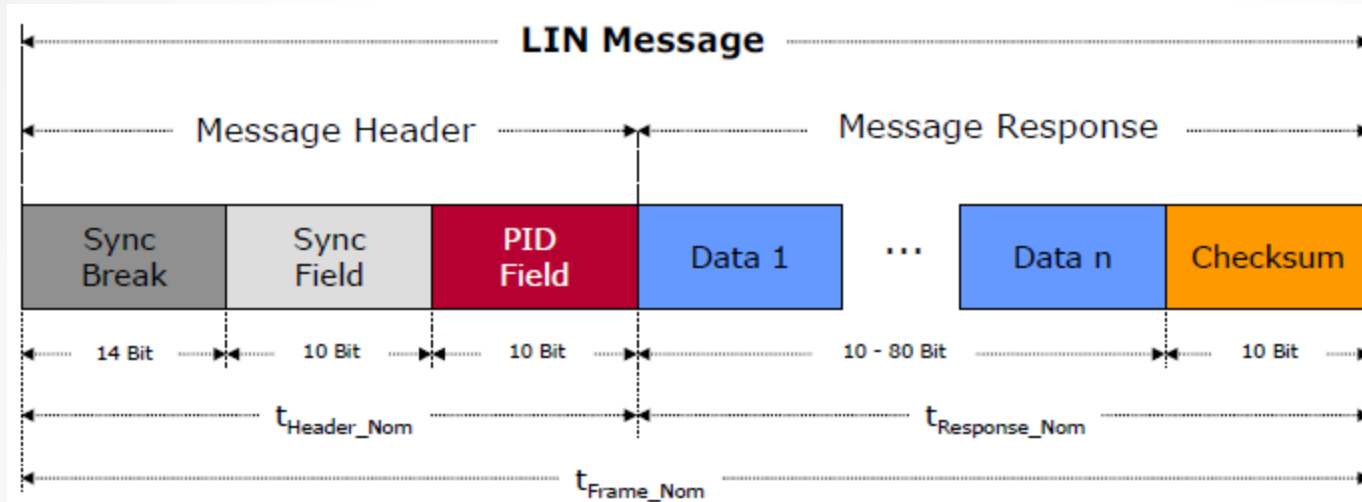 LIN Message
Message Header
Message Response
Sync
Break
Sync
Field
PID
Field
Data 1
...
Data n
Checksum
14 Bit
10 Bit
10 Bit
10 - 80 Bit
10 Bit
tHeader_Nom
tResponse_Nom
tFrame_Nom